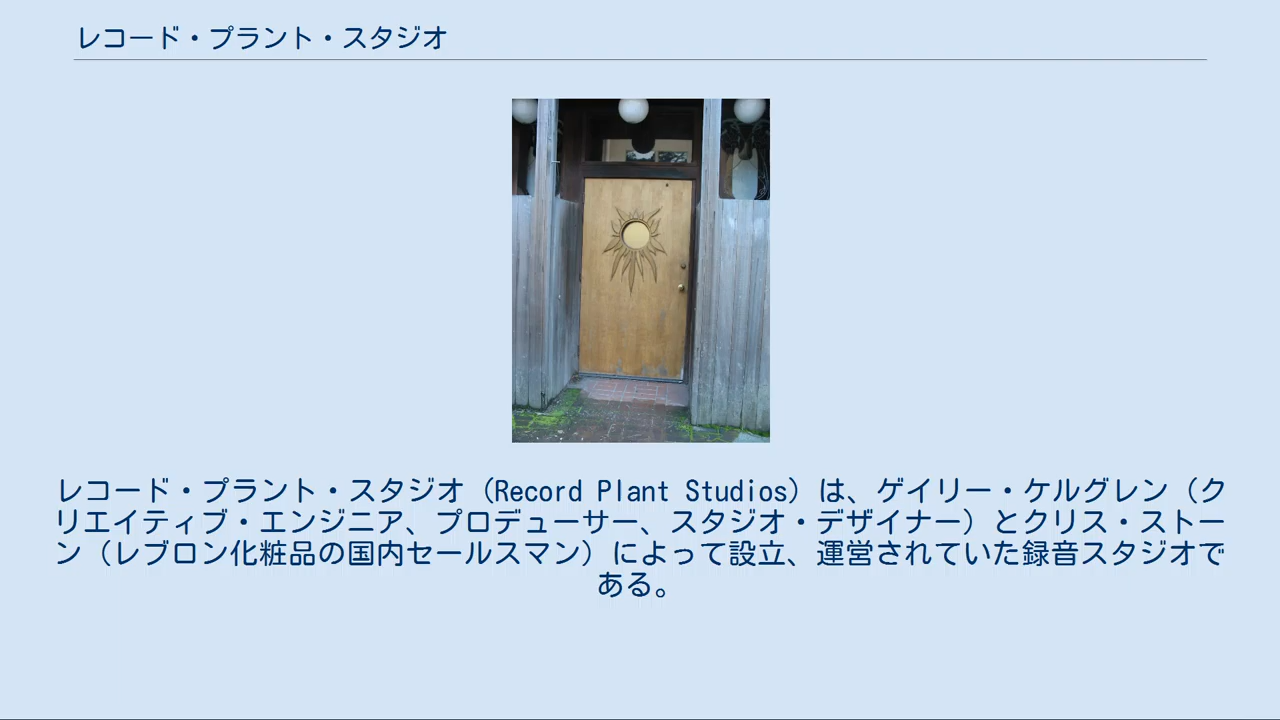 レコード・プラント・スタジオ
レコード・プラント・スタジオ（Record Plant Studios）は、ゲイリー・ケルグレン（ク
リエイティブ・エンジニア、プロデューサー、スタジオ・デザイナー）とクリス・ストー
ン（レブロン化粧品の国内セールスマン）によって設立、運営されていた録音スタジオで
ある。